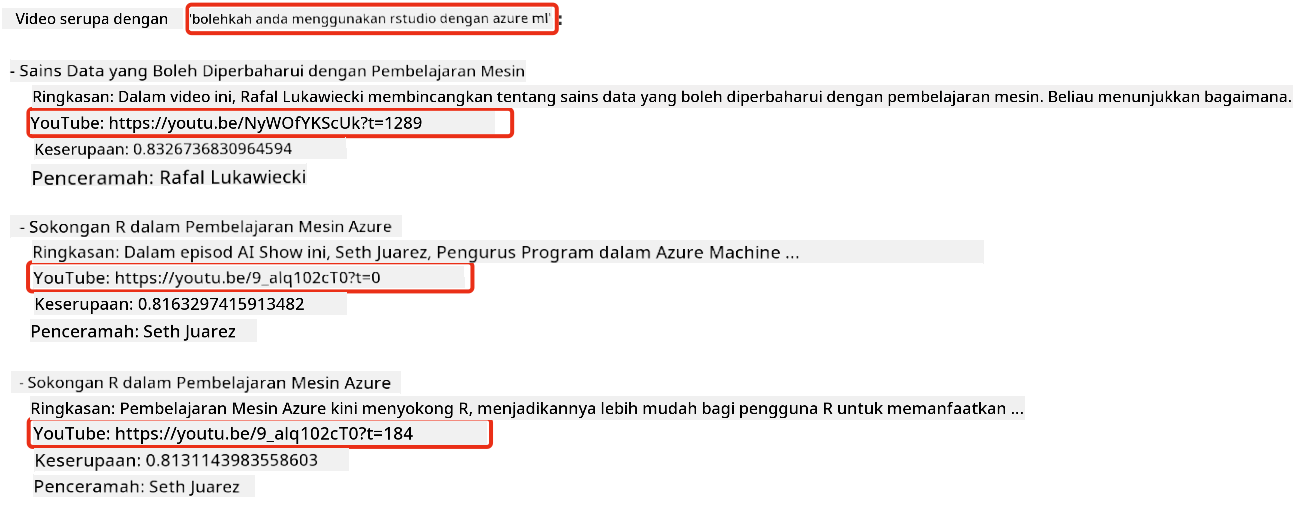 Video serupa dengan 'bolehkah anda menggunakan rstudio dengan azure ml':
- Sains Data yang Boleh Diperbaharui dengan Pembelajaran Mesin
Ringkasan: Dalam video ini, Rafal Lukawiecki membincangkan tentang sains data yang boleh diperbaharui dengan pembelajaran mesin. Beliau menunjukkan bagaimana.
YouTube: https://youtu.be/NyWOfYKScUk?t=1289
Keserupaan: 0.8326736830964594
Penceramah: Rafal Lukawiecki
- Sokongan R dalam Pembelajaran Mesin Azure
Ringkasan: Dalam episod AI Show ini, Seth Juarez, Pengurus Program dalam Azure Machine ...
YouTube: https://youtu.be/9_alq102cT0?t=0
Keserupaan: 0.8163297415913482
Penceramah: Seth Juarez
- Sokongan R dalam Pembelajaran Mesin Azure
Ringkasan: Pembelajaran Mesin Azure kini menyokong R, menjadikannya lebih mudah bagi pengguna R untuk memanfaatkan ...
YouTube: https://youtu.be/9_alq102cT0?t=184
Keserupaan: 0.8131143983558603
Penceramah: Seth Juarez